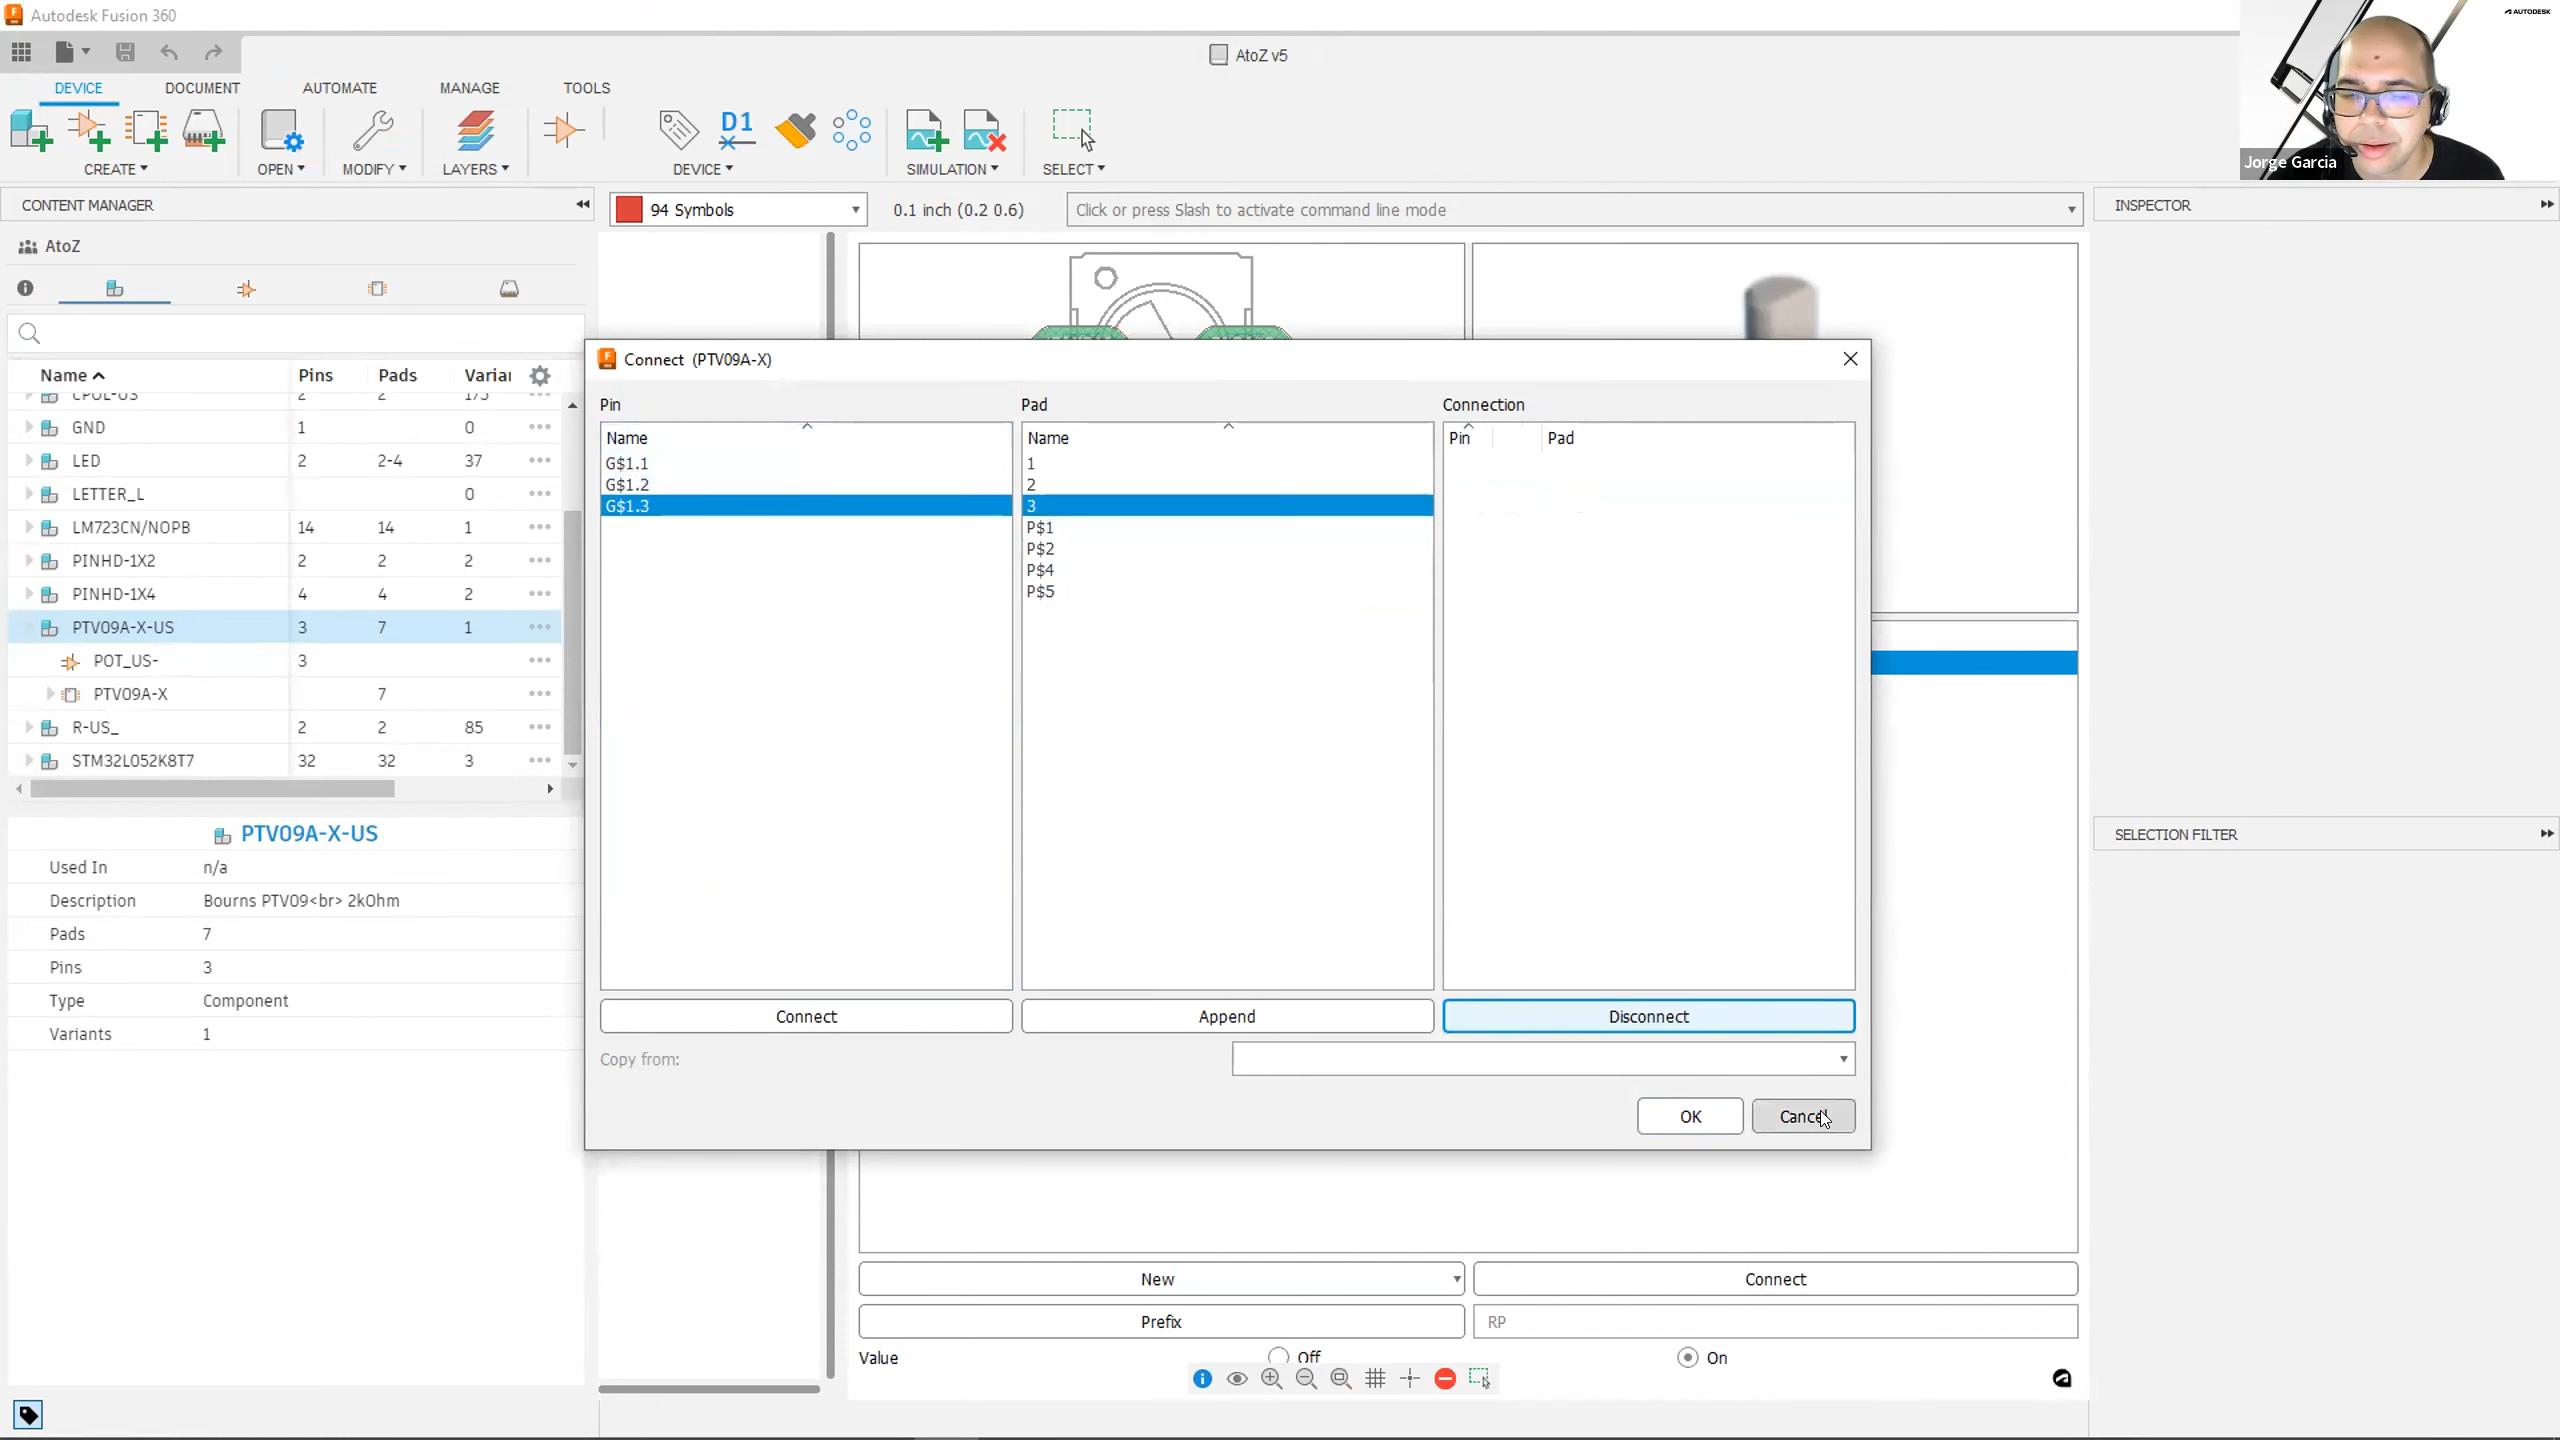 Autodesk Fusion 360
AUTODESK
AtoZ v5
DEVICE DOCUMENT AUTOMATE MANAGE TOOLS
D1
CREATE OPEN MODIFY LAYERS DEVICE SIMULATION SELECT
Jorge Garcia
CONTENT MANAGER
94 Symbols
0.1 inch (0.2 0.6)
Click or press Slash to activate command line mode
INSPECTOR
AtoZ
Name Pins Pads Varian
CPOL-US 2 2 175
GND 1 0
LED 2 2-4 37
LETTER_L 0
LM723CN/NOPB 14 14 1
PINHD-1X2 2 2 2
PINHD-1X4 4 4 2
PTV09A-X-US 3 7 1
POT_US- 3
PTV09A-X 7
R-US_ 2 2 85
STM32L052K8T7 32 32 3
PTV09A-X-US
Used In n/a
Description Bourns PTV09<br> 2kOhm
Pads 7
Pins 3
Type Component
Variants 1
Connect (PTV09A-X)
Pin Pad Connection
Name Name Pin Pad
G$1.1 1
G$1.2 2
G$1.3 3
P$1
P$2
P$4
P$5
Connect Append Disconnect
Copy from:
OK Cancel
SELECTION FILTER
New Connect
Prefix RP
Value Off On